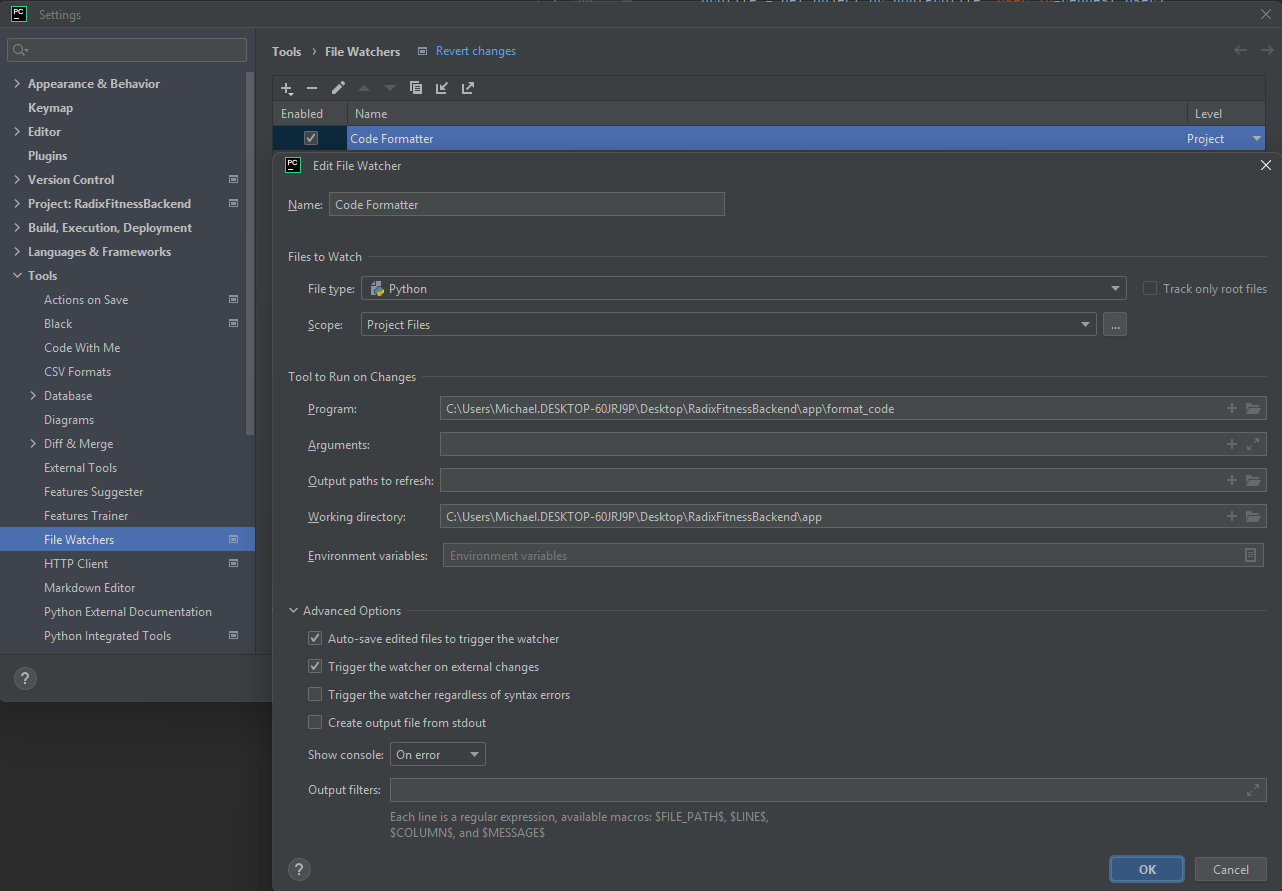 PC
Settings
Tools › File Watchers Revert changes
Appearance & Behavior
Keymap
Editor
Plugins
Version Control
Project: RadixFitnessBackend
Build, Execution, Deployment
Languages & Frameworks
Tools
Actions on Save
Black
Code With Me
CSV Formats
Database
Diagrams
Diff & Merge
External Tools
Features Suggester
Features Trainer
File Watchers
HTTP Client
Markdown Editor
Python External Documentation
Python Integrated Tools
?
Enabled Name Level
Code Formatter Project
PC
Edit File Watcher
Name: Code Formatter
Files to Watch
File type: Python Track only root files
Scope: Project Files ...
Tool to Run on Changes
Program: C:\Users\Michael.DESKTOP-60JRJ9P\Desktop\RadixFitnessBackend\app\format_code
Arguments:
Output paths to refresh:
Working directory: C:\Users\Michael.DESKTOP-60JRJ9P\Desktop\RadixFitnessBackend\app
Environment variables: Environment variables
Advanced Options
Auto-save edited files to trigger the watcher
Trigger the watcher on external changes
Trigger the watcher regardless of syntax errors
Create output file from stdout
Show console: On error
Output filters:
Each line is a regular expression, available macros: $FILE_PATH$, $LINE$,
$COLUMN$, and $MESSAGE$
?
OK Cancel